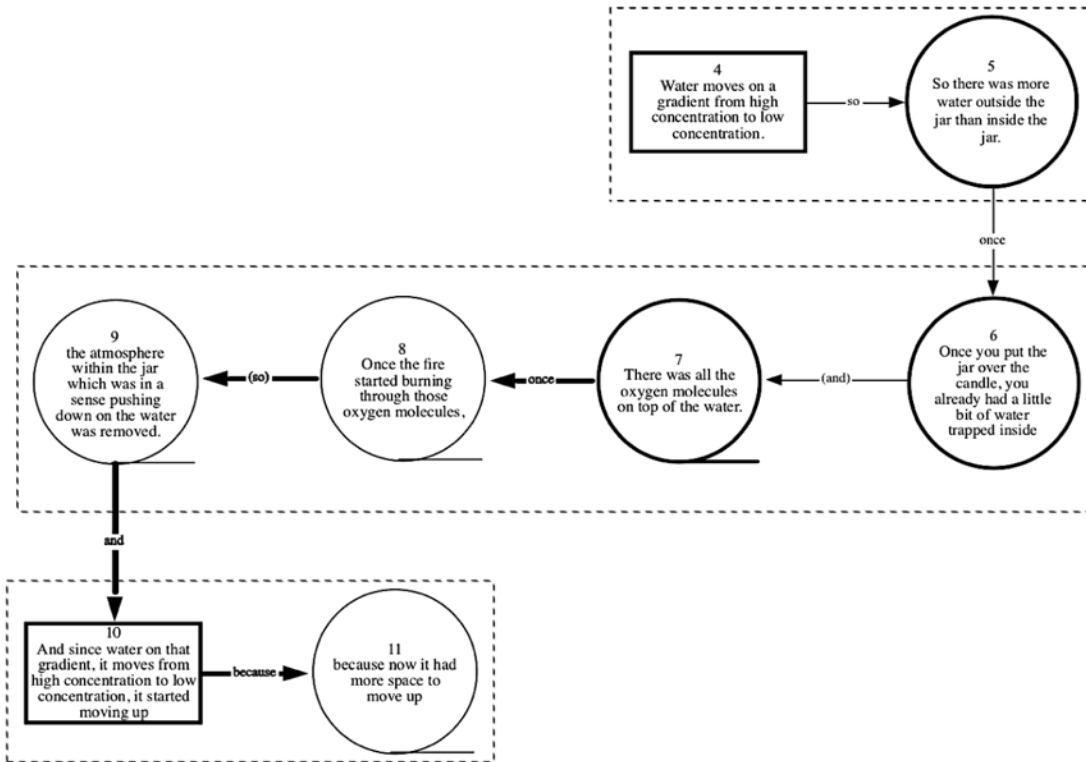 4
Water moves on a
gradient from high
concentration to low
concentration.
so
5
So there was more
water outside the
jar than inside the
jar.
once
6
Once you put the
jar over the
candle, you
already had a little
bit of water
trapped inside
(and)
7
There was all the
oxygen molecules
on top of the water.
once
8
Once the fire
started burning
through those
oxygen molecules,
(so)
9
the atmosphere
within the jar
which was in a
sense pushing
down on the water
was removed.
and
10
And since water on that
gradient, it moves from
high concentration to low
concentration, it started
moving up
because
11
because now it had
more space to
move up